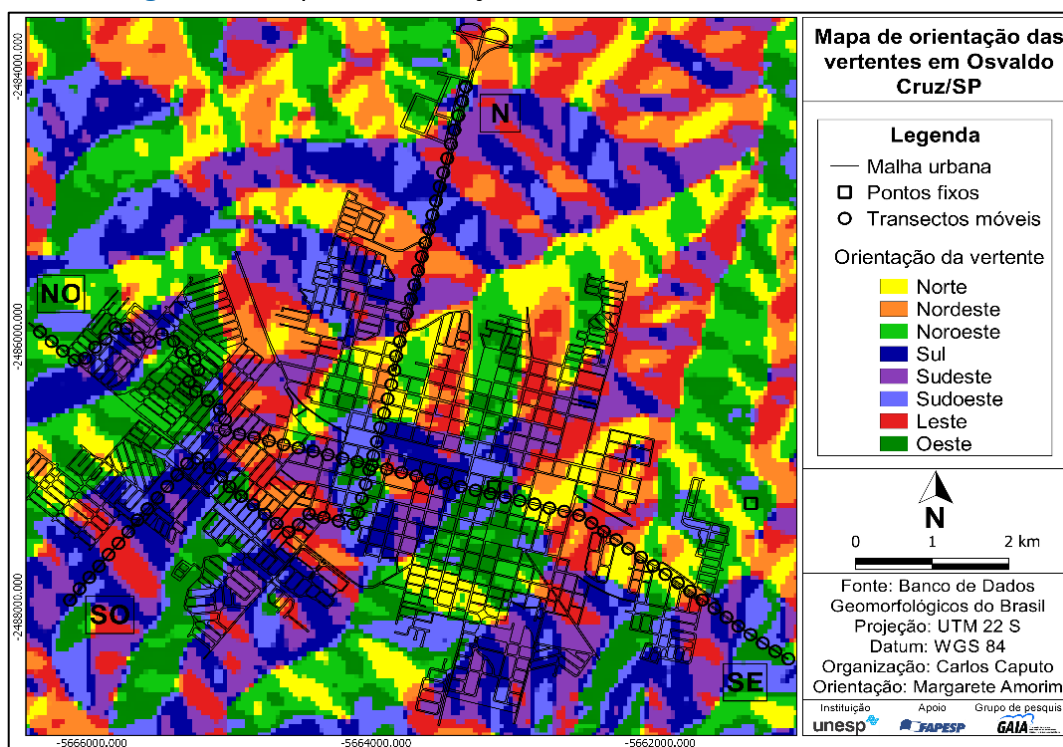 Mapa de orientação das
vertentes em Osvaldo
Cruz/SP
Legenda
Malha urbana
Pontos fixos
Transectos móveis
Orientação da vertente
Norte
Nordeste
Noroeste
Sul
Sudeste
Sudoeste
Leste
Oeste
N
0 1 2 km
Fonte: Banco de Dados
Geomorfológicos do Brasil
Projeção: UTM 22 S
Datum: WGS 84
Organização: Carlos Caputo
Orientação: Margarete Amorim
Instituição Apoio Grupo de pesquis
unesp FAPESP GAIA
N
NO
SO
SE
-2484000.000
-2486000.000
-2488000.000
-5666000.000 -5664000.000 -5662000.000